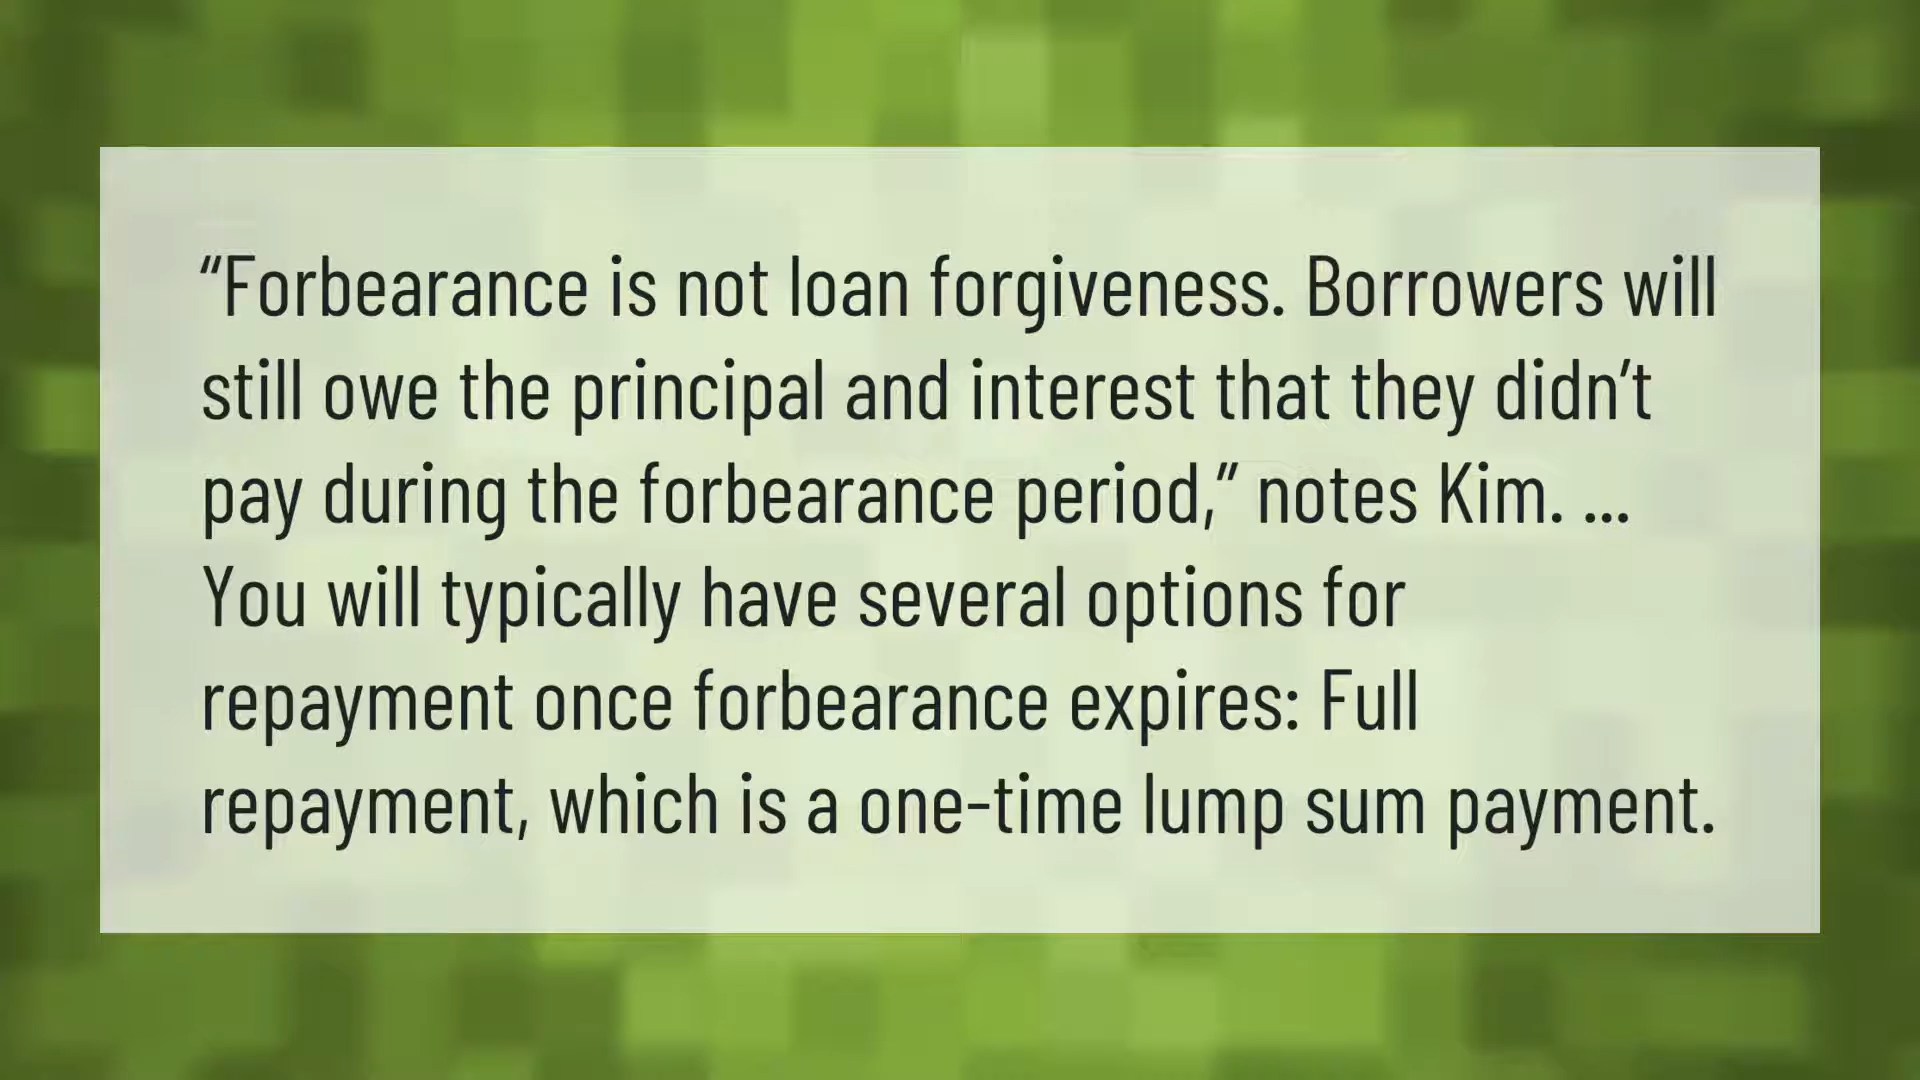 “Forbearance is not loan forgiveness. Borrowers will
still owe the principal and interest that they didn’t
pay during the forbearance period,” notes Kim. ...
You will typically have several options for
repayment once forbearance expires: Full
repayment, which is a one-time lump sum payment.